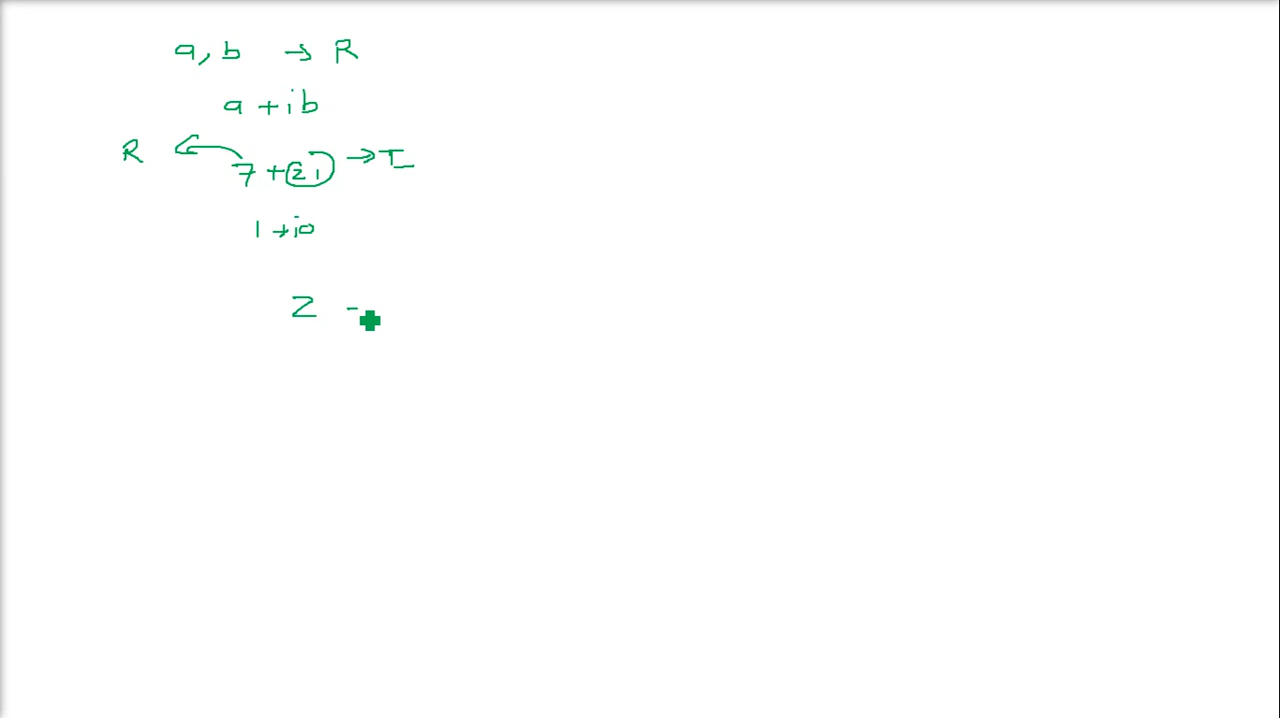 a, b → R
a + ib
R ← 7 + 2i → I
1 + i0
Z -